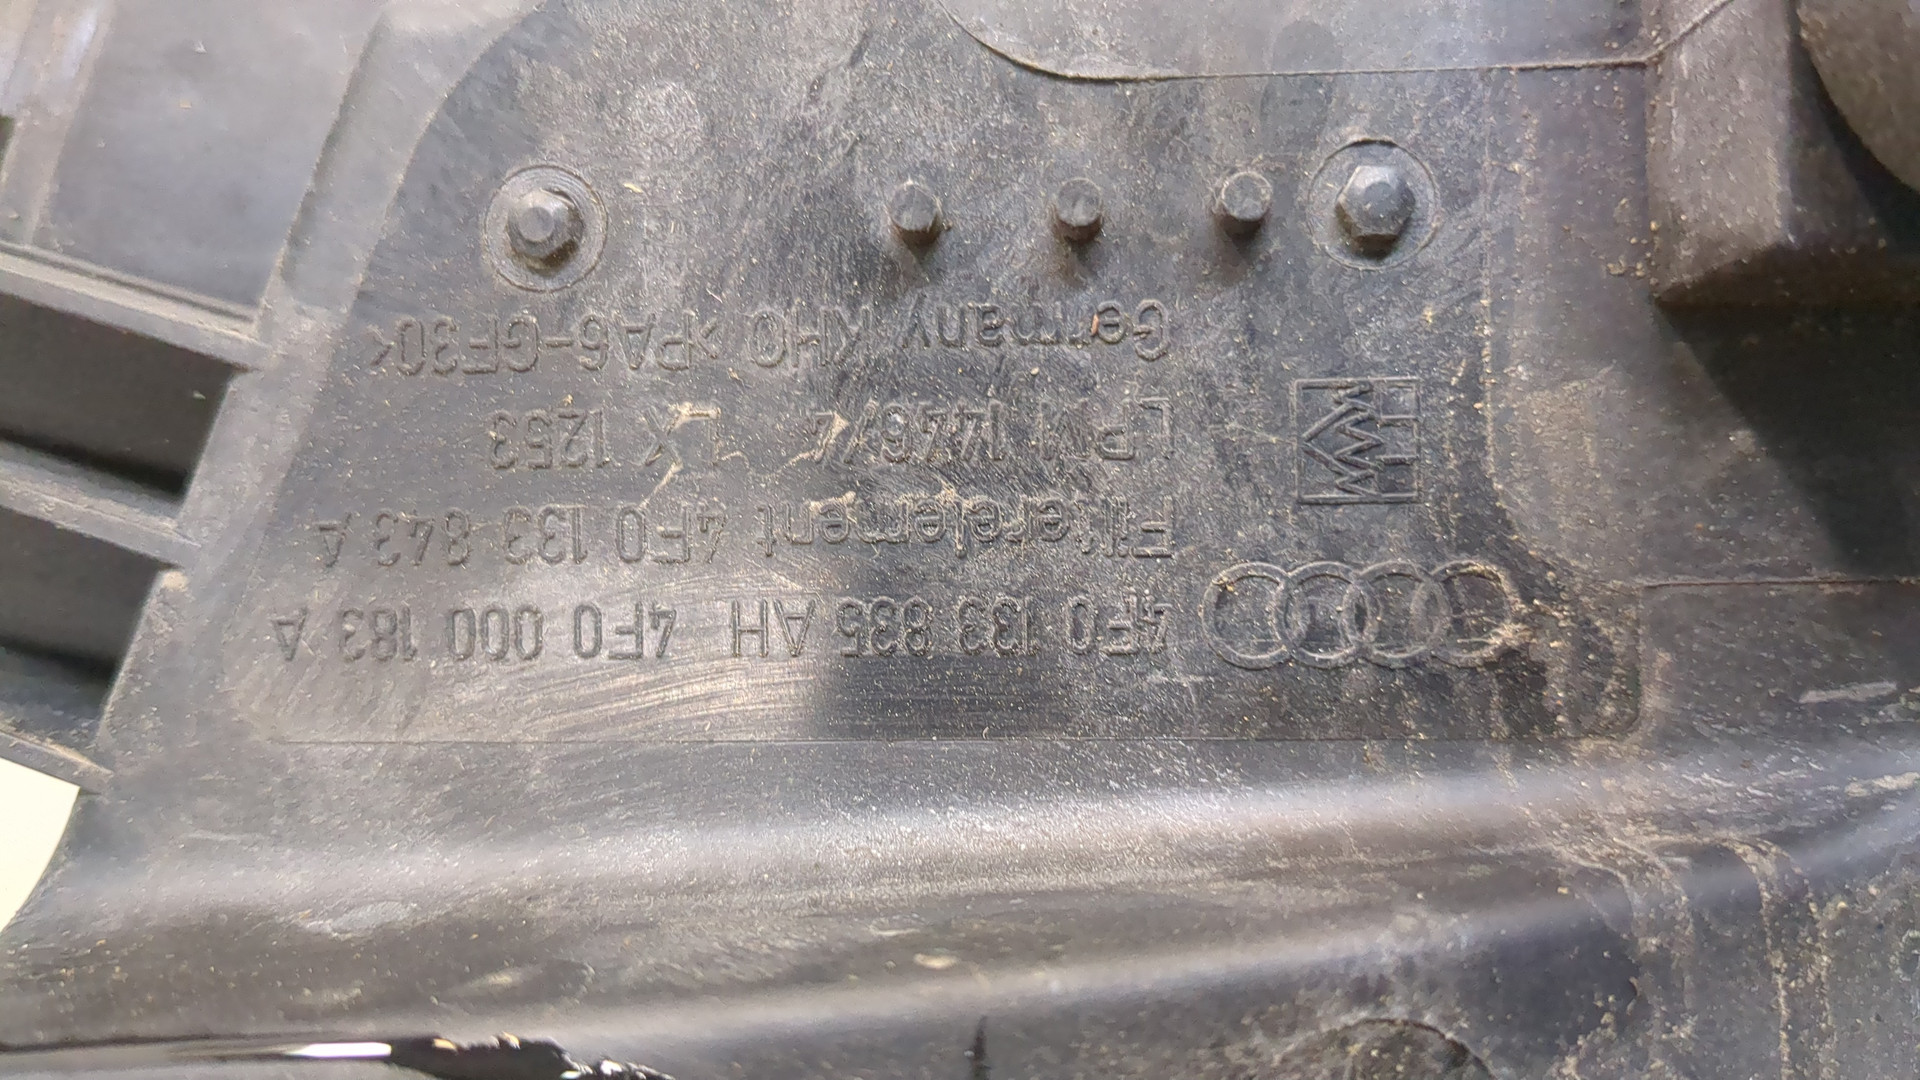 4F0 133 835 AH 4F0 000 183 A
Filterelement 4F0 133 843 A
1446/4 LX 1253
Germany KHO >PA6-GF30<